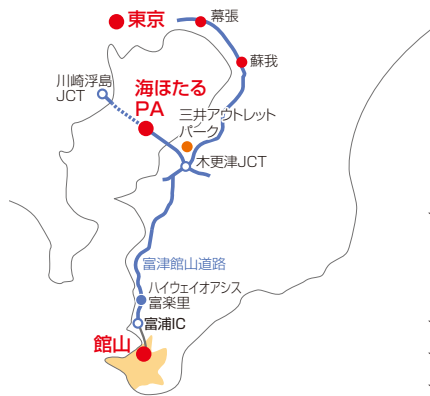 東京
幕張
蘇我
川崎浮島
JCT
海ほたる
PA
三井アウトレット
パーク
木更津JCT
富津館山道路
ハイウェイオアシス
富楽里
富浦IC
館山